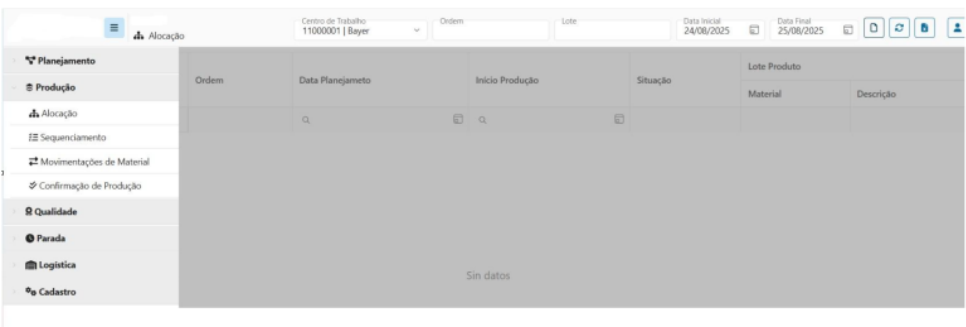 Alocação
Centro de Trabalho
11000001 | Bayer
Ordem
Lote
Data Inicial
24/08/2025
Data Final
25/08/2025
Planejamento
Produção
Alocação
Sequenciamento
Movimentações de Material
Confirmação de Produção
Qualidade
Parada
Logística
Cadastro
Ordem
Data Planejameto
Início Produção
Situação
Lote Produto
Material
Descrição
Sin datos